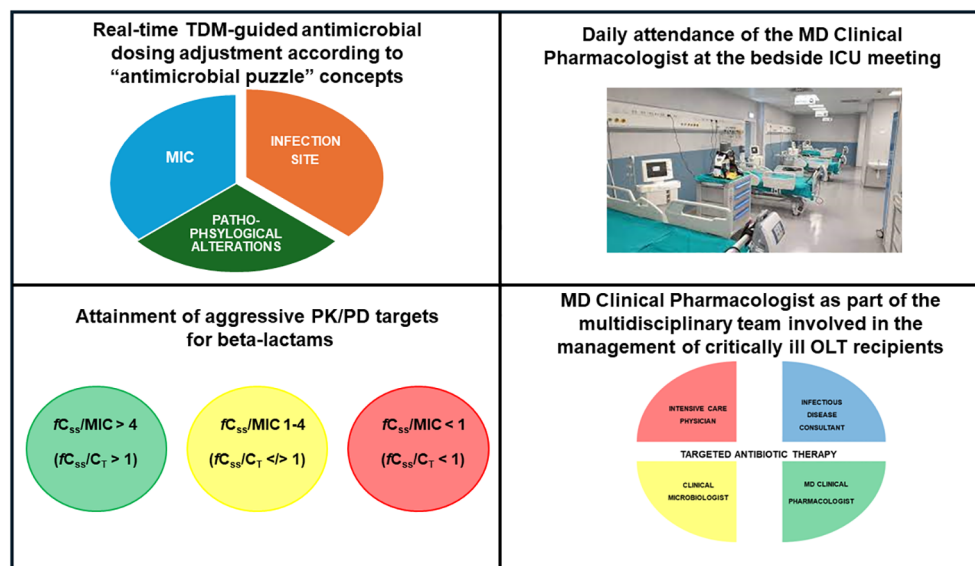 Real-time TDM-guided antimicrobial
dosing adjustment according to
“antimicrobial puzzle” concepts
MIC
INFECTION
SITE
PATHO-
PHSYLOGICAL
ALTERATIONS
Daily attendance of the MD Clinical
Pharmacologist at the bedside ICU meeting
Attainment of aggressive PK/PD targets
for beta-lactams
fCss/MIC > 4
(fCss/CT > 1)
fCss/MIC 1-4
(fCss/CT </> 1)
fCss/MIC < 1
(fCss/CT < 1)
MD Clinical Pharmacologist as part of the
multidisciplinary team involved in the
management of critically ill OLT recipients
INTENSIVE CARE
PHYSICIAN
INFECTIOUS
DISEASE
CONSULTANT
TARGETED ANTIBIOTIC THERAPY
CLINICAL
MICROBIOLOGIST
MD CLINICAL
PHARMACOLOGIST